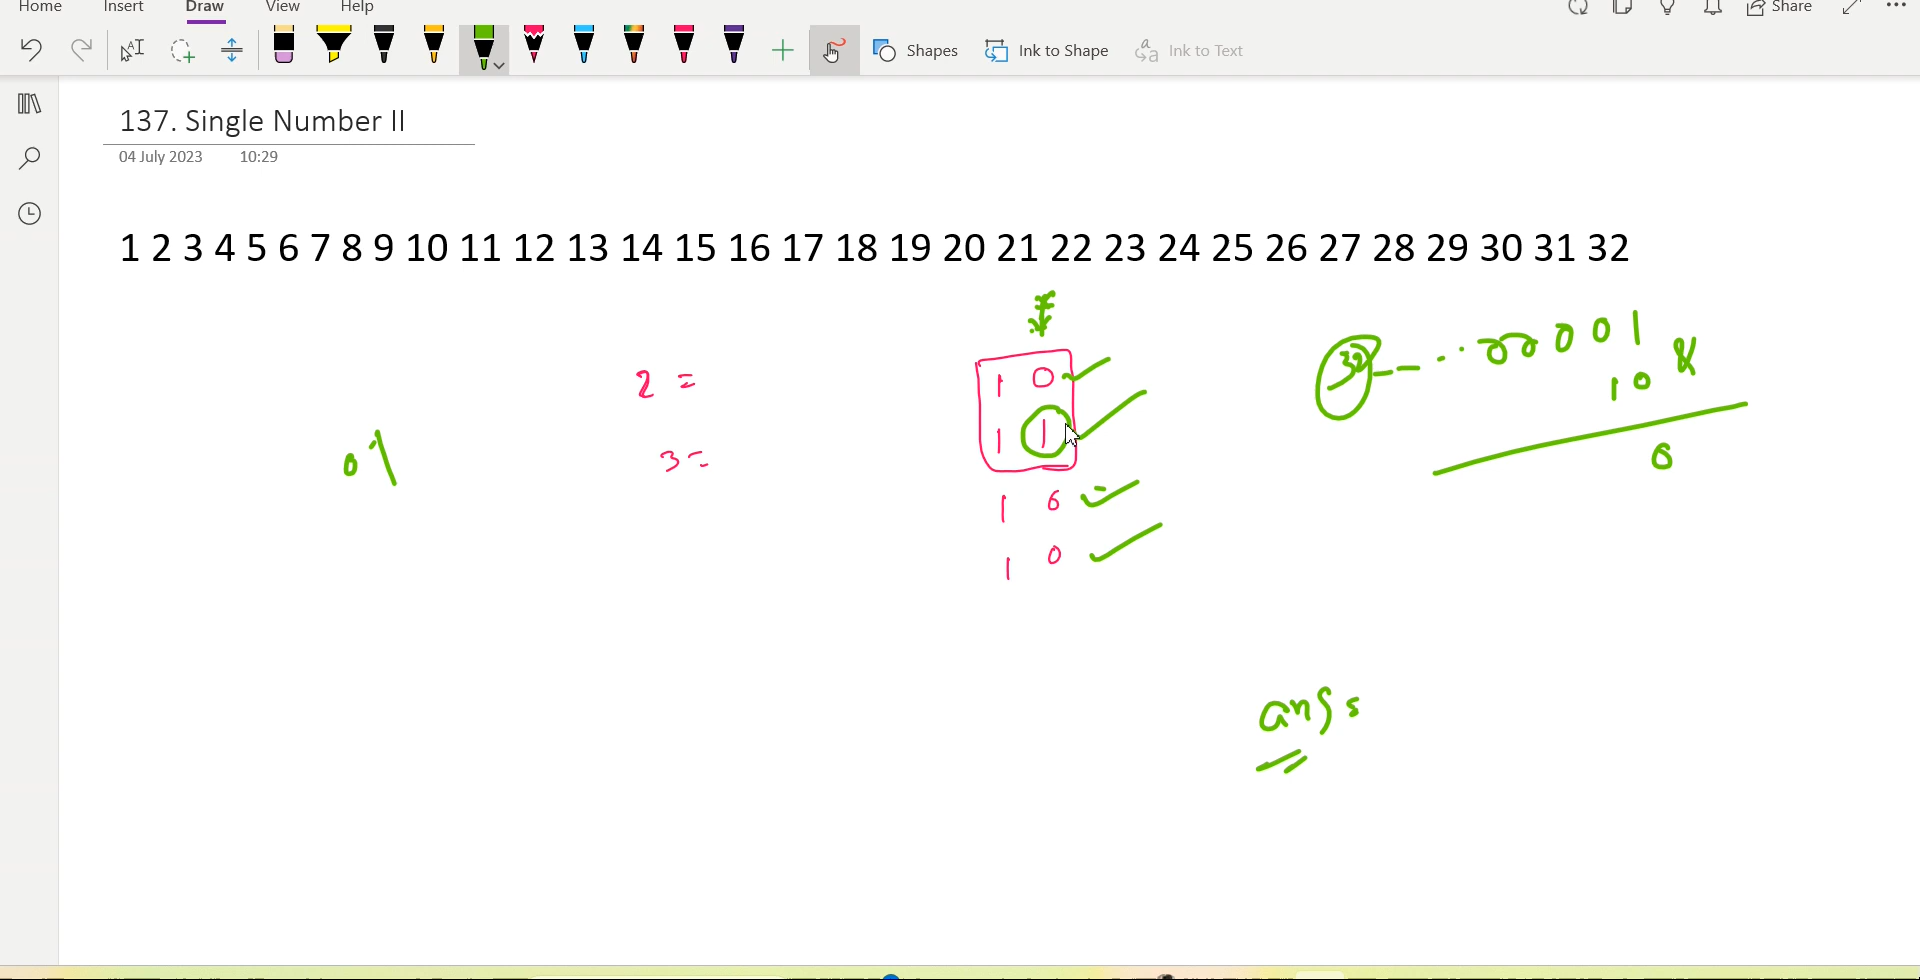 Home Insert Draw View Help Share
Shapes Ink to Shape Ink to Text
137. Single Number II
04 July 2023 10:29
1 2 3 4 5 6 7 8 9 10 11 12 13 14 15 16 17 18 19 20 21 22 23 24 25 26 27 28 29 30 31 32
2 = 1 0
3 = 1 1
1 0
1 0
32 - - - . . 0 0 0 0 1
1 0 &
0
0 1
ans